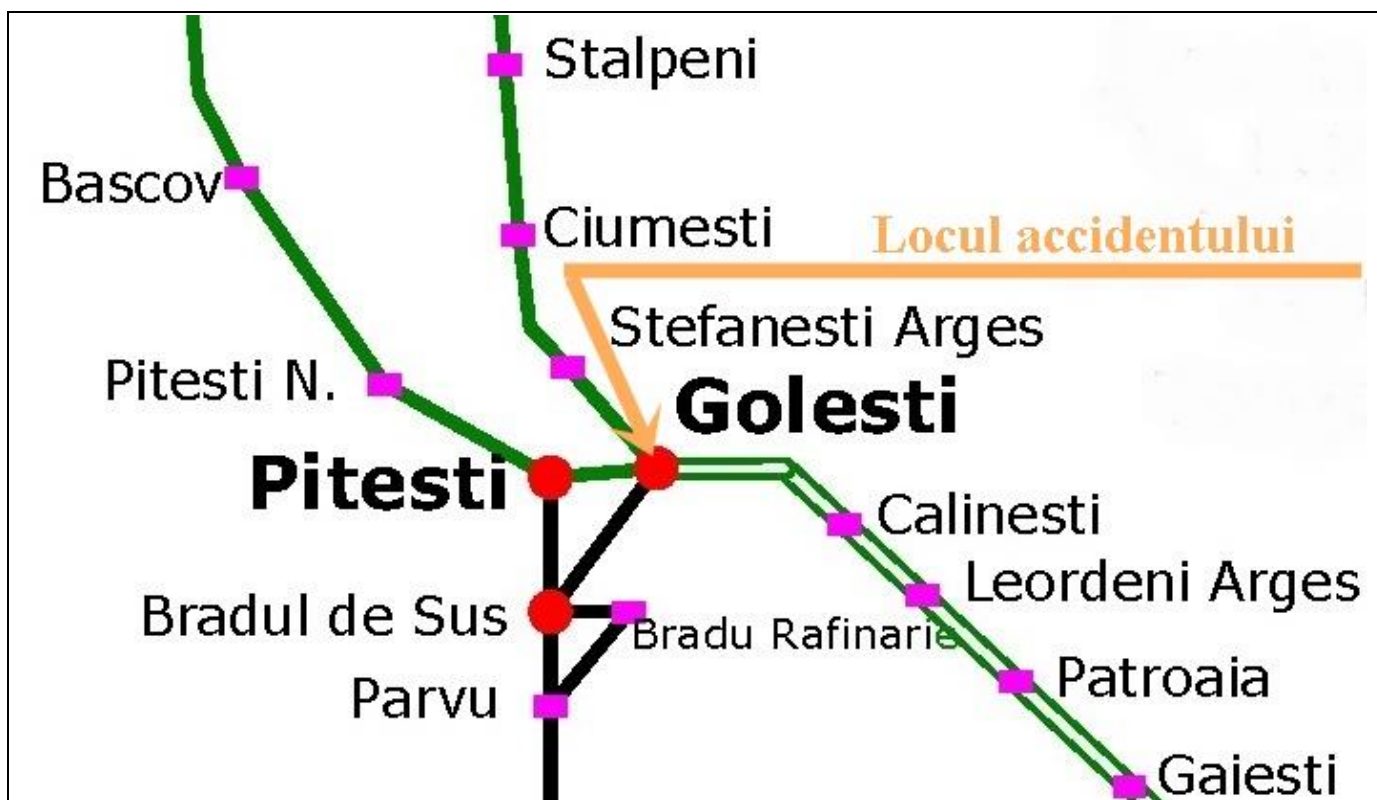 Stalpeni
Bascov
Ciumesti
Locul accidentului
Stefanesti Arges
Pitesti N.
Golesti
Pitesti
Calinesti
Leordeni Arges
Bradul de Sus
Bradu Rafinarie
Patroaia
Parvu
Gaiesti